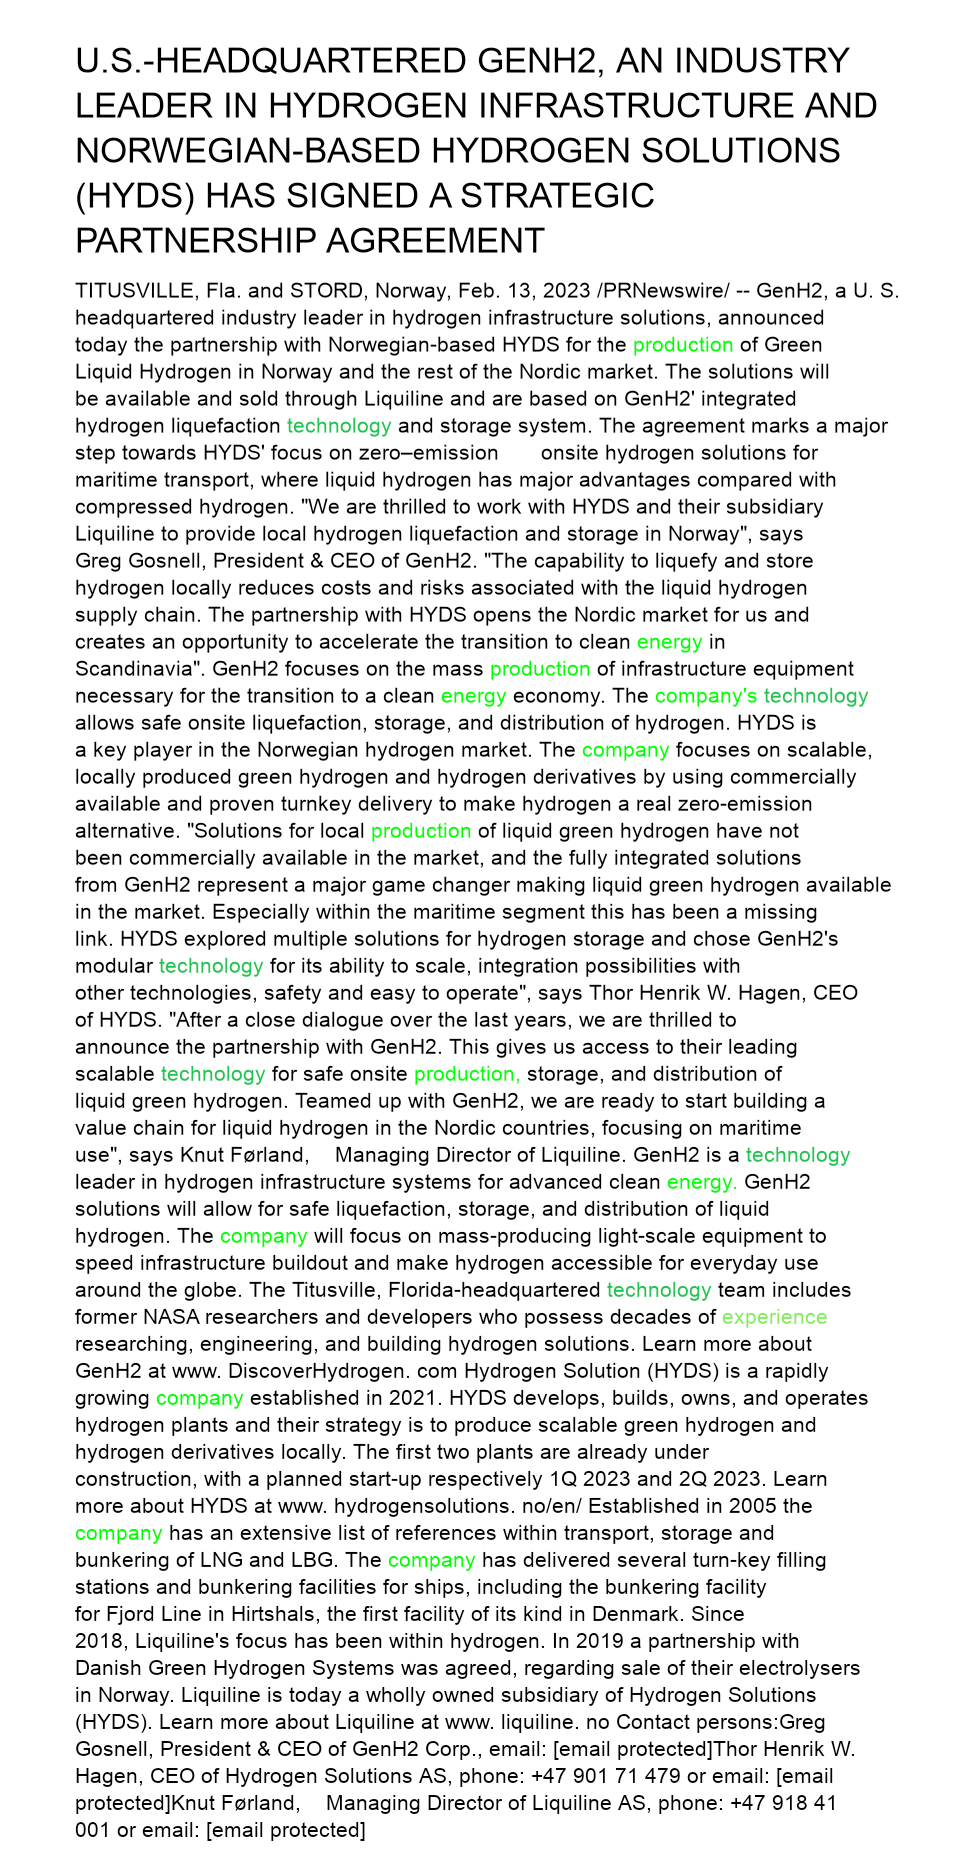 U.S.-HEADQUARTERED GENH2, AN INDUSTRY
LEADER IN HYDROGEN INFRASTRUCTURE AND
NORWEGIAN-BASED HYDROGEN SOLUTIONS
(HYDS) HAS SIGNED A STRATEGIC
PARTNERSHIP AGREEMENT
TITUSVILLE, Fla. and STORD, Norway, Feb. 13, 2023 /PRNewswire/ -- GenH2, a U. S.
headquartered industry leader in hydrogen infrastructure solutions, announced
today the partnership with Norwegian-based HYDS for the production of Green
Liquid Hydrogen in Norway and the rest of the Nordic market. The solutions will
be available and sold through Liquiline and are based on GenH2' integrated
hydrogen liquefaction technology and storage system. The agreement marks a major
step towards HYDS' focus on zero–emission onsite hydrogen solutions for
maritime transport, where liquid hydrogen has major advantages compared with
compressed hydrogen. "We are thrilled to work with HYDS and their subsidiary
Liquiline to provide local hydrogen liquefaction and storage in Norway", says
Greg Gosnell, President & CEO of GenH2. "The capability to liquefy and store
hydrogen locally reduces costs and risks associated with the liquid hydrogen
supply chain. The partnership with HYDS opens the Nordic market for us and
creates an opportunity to accelerate the transition to clean energy in
Scandinavia". GenH2 focuses on the mass production of infrastructure equipment
necessary for the transition to a clean energy economy. The company's technology
allows safe onsite liquefaction, storage, and distribution of hydrogen. HYDS is
a key player in the Norwegian hydrogen market. The company focuses on scalable,
locally produced green hydrogen and hydrogen derivatives by using commercially
available and proven turnkey delivery to make hydrogen a real zero-emission
alternative. "Solutions for local production of liquid green hydrogen have not
been commercially available in the market, and the fully integrated solutions
from GenH2 represent a major game changer making liquid green hydrogen available
in the market. Especially within the maritime segment this has been a missing
link. HYDS explored multiple solutions for hydrogen storage and chose GenH2's
modular technology for its ability to scale, integration possibilities with
other technologies, safety and easy to operate", says Thor Henrik W. Hagen, CEO
of HYDS. "After a close dialogue over the last years, we are thrilled to
announce the partnership with GenH2. This gives us access to their leading
scalable technology for safe onsite production, storage, and distribution of
liquid green hydrogen. Teamed up with GenH2, we are ready to start building a
value chain for liquid hydrogen in the Nordic countries, focusing on maritime
use", says Knut Førland, Managing Director of Liquiline. GenH2 is a technology
leader in hydrogen infrastructure systems for advanced clean energy. GenH2
solutions will allow for safe liquefaction, storage, and distribution of liquid
hydrogen. The company will focus on mass-producing light-scale equipment to
speed infrastructure buildout and make hydrogen accessible for everyday use
around the globe. The Titusville, Florida-headquartered technology team includes
former NASA researchers and developers who possess decades of experience
researching, engineering, and building hydrogen solutions. Learn more about
GenH2 at www. DiscoverHydrogen. com Hydrogen Solution (HYDS) is a rapidly
growing company established in 2021. HYDS develops, builds, owns, and operates
hydrogen plants and their strategy is to produce scalable green hydrogen and
hydrogen derivatives locally. The first two plants are already under
construction, with a planned start-up respectively 1Q 2023 and 2Q 2023. Learn
more about HYDS at www. hydrogensolutions. no/en/ Established in 2005 the
company has an extensive list of references within transport, storage and
bunkering of LNG and LBG. The company has delivered several turn-key filling
stations and bunkering facilities for ships, including the bunkering facility
for Fjord Line in Hirtshals, the first facility of its kind in Denmark. Since
2018, Liquiline's focus has been within hydrogen. In 2019 a partnership with
Danish Green Hydrogen Systems was agreed, regarding sale of their electrolysers
in Norway. Liquiline is today a wholly owned subsidiary of Hydrogen Solutions
(HYDS). Learn more about Liquiline at www. liquiline. no Contact persons:Greg
Gosnell, President & CEO of GenH2 Corp., email: [email protected]Thor Henrik W.
Hagen, CEO of Hydrogen Solutions AS, phone: +47 901 71 479 or email: [email
protected]Knut Førland, Managing Director of Liquiline AS, phone: +47 918 41
001 or email: [email protected]